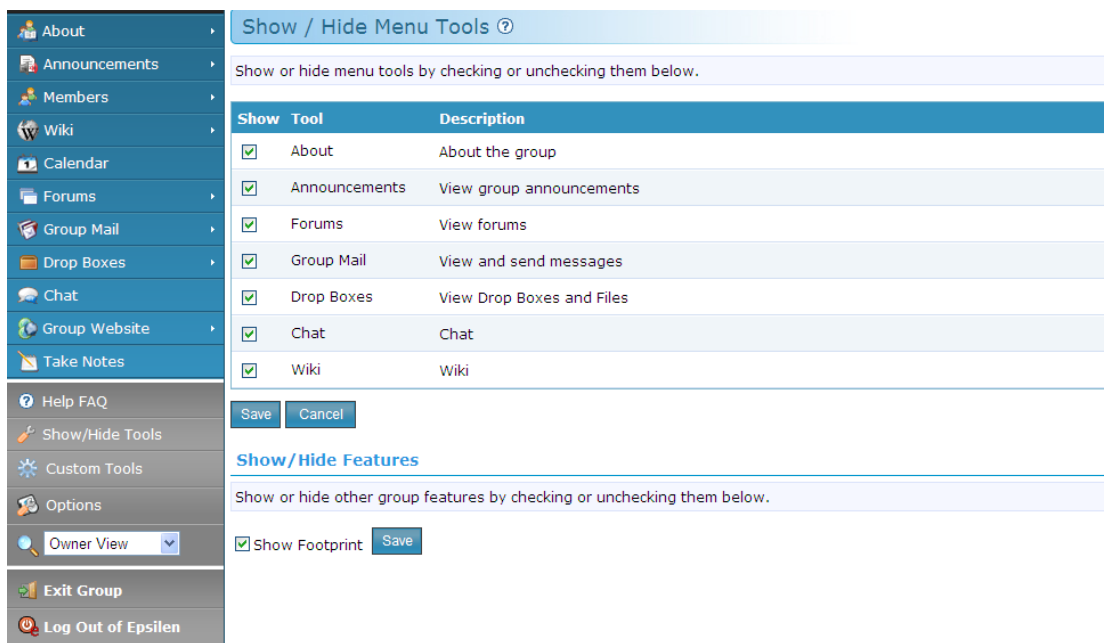 About
Announcements
Members
Wiki
Calendar
Forums
Group Mail
Drop Boxes
Chat
Group Website
Take Notes
Help FAQ
Show/Hide Tools
Custom Tools
Options
Owner View
Exit Group
Log Out of Epsilen
Show / Hide Menu Tools ?
Show or hide menu tools by checking or unchecking them below.
Show Tool Description
About About the group
Announcements View group announcements
Forums View forums
Group Mail View and send messages
Drop Boxes View Drop Boxes and Files
Chat Chat
Wiki Wiki
Save Cancel
Show/Hide Features
Show or hide other group features by checking or unchecking them below.
Show Footprint Save